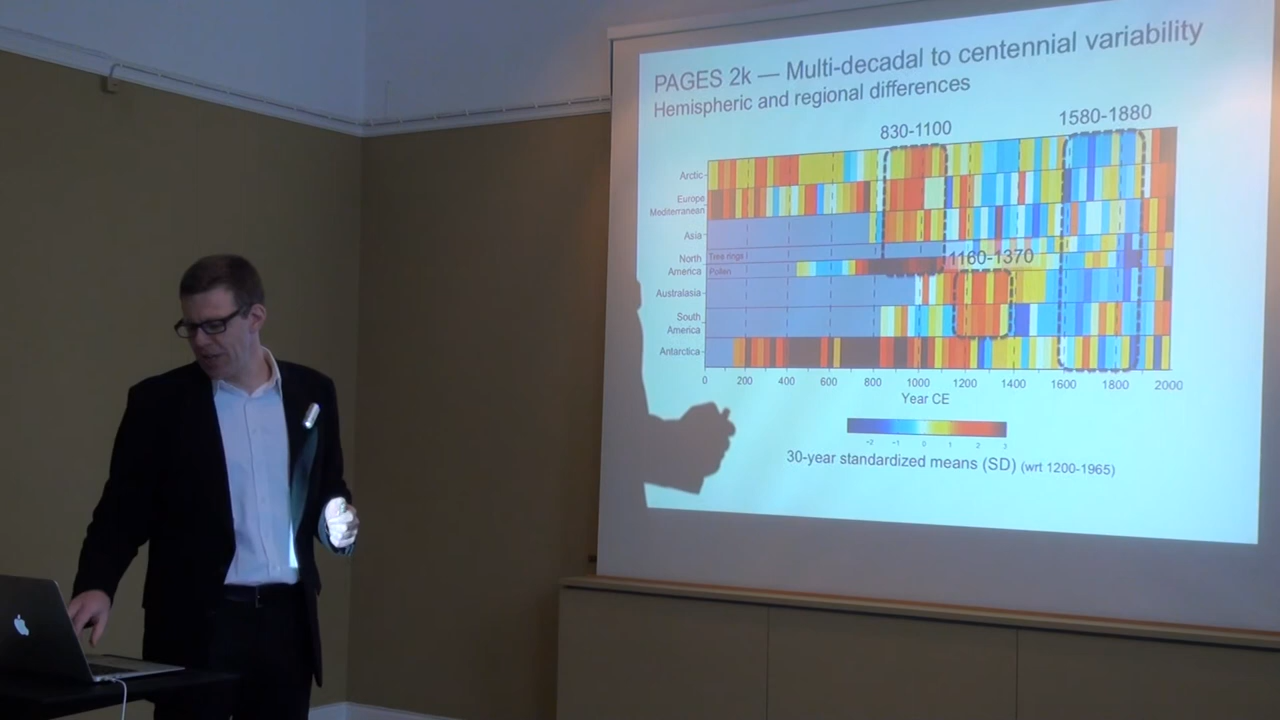 PAGES 2k — Multi-decadal to centennial variability
Hemispheric and regional differences
830-1100
1580-1880
Arctic
Europe
Mediterranean
Asia
North
America
Tree rings
Pollen
1160-1370
Australasia
South
America
Antarctica
0 200 400 600 800 1000 1200 1400 1600 1800 2000
Year CE
-2 -1 0 1 2 3
30-year standardized means (SD) (wrt 1200-1965)